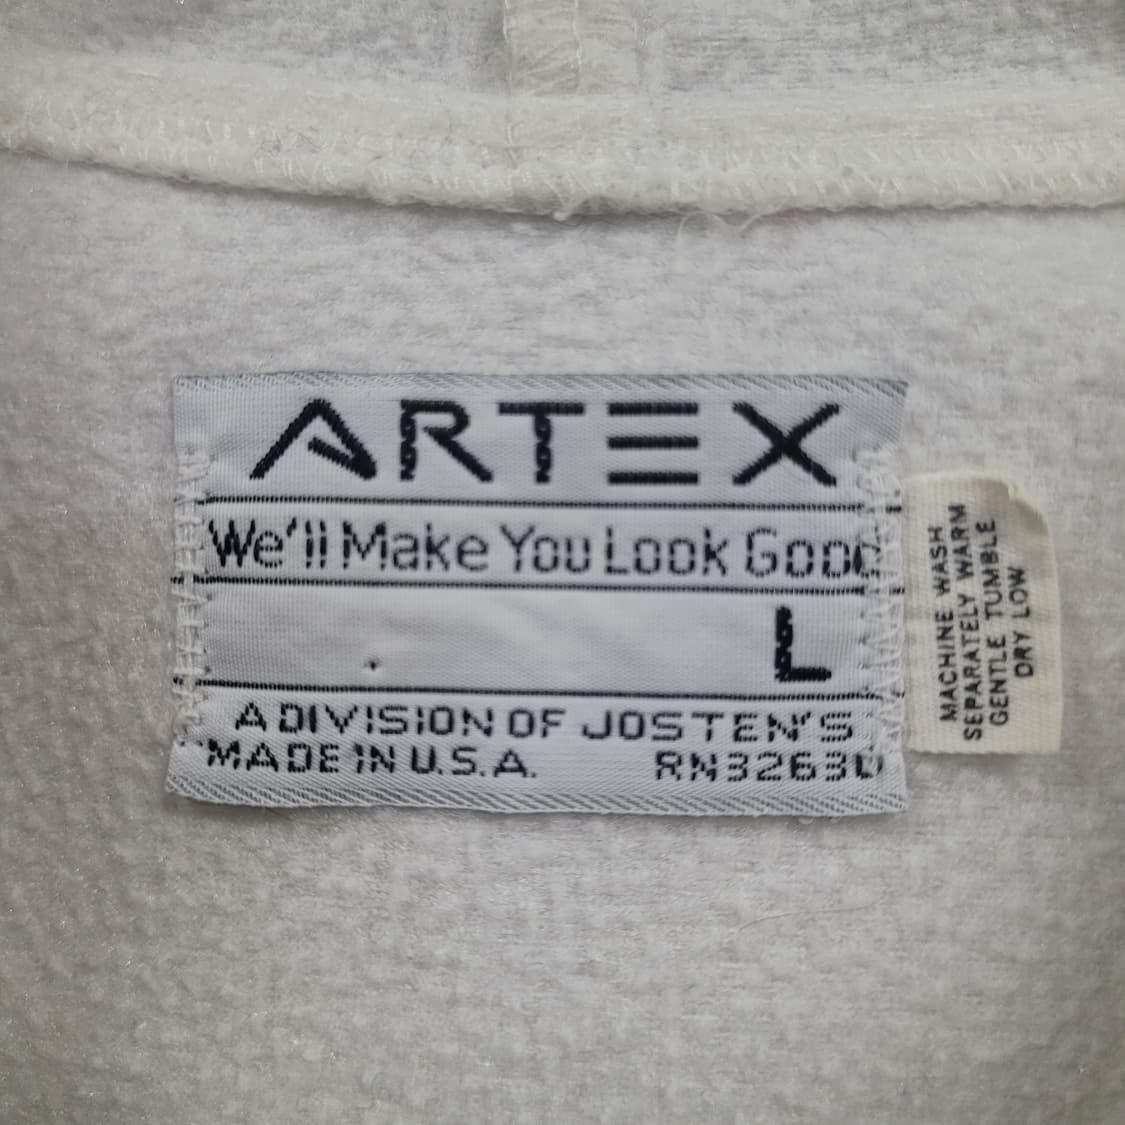 ARTEX
We'll Make You Look Good
L
A DIVISION OF JOSTEN'S
MADE IN U.S.A. RN32630
MACHINE WASH
SEPARATELY WARM
GENTLE TUMBLE
DRY LOW